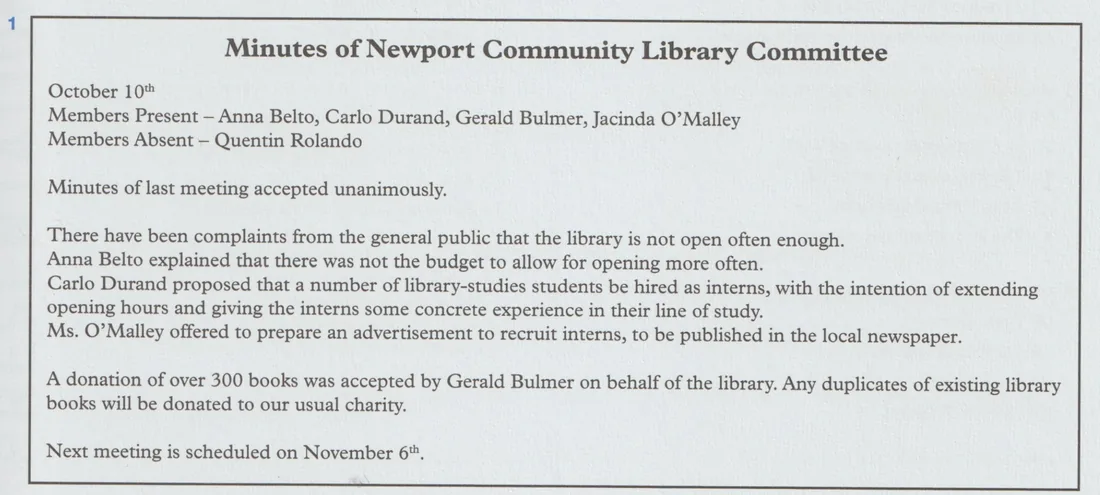 1
Minutes of Newport Community Library Committee
October 10th
Members Present – Anna Belto, Carlo Durand, Gerald Bulmer, Jacinda O’Malley
Members Absent – Quentin Rolando
Minutes of last meeting accepted unanimously.
There have been complaints from the general public that the library is not open often enough.
Anna Belto explained that there was not the budget to allow for opening more often.
Carlo Durand proposed that a number of library-studies students be hired as interns, with the intention of extending
opening hours and giving the interns some concrete experience in their line of study.
Ms. O’Malley offered to prepare an advertisement to recruit interns, to be published in the local newspaper.
A donation of over 300 books was accepted by Gerald Bulmer on behalf of the library. Any duplicates of existing library
books will be donated to our usual charity.
Next meeting is scheduled on November 6th.